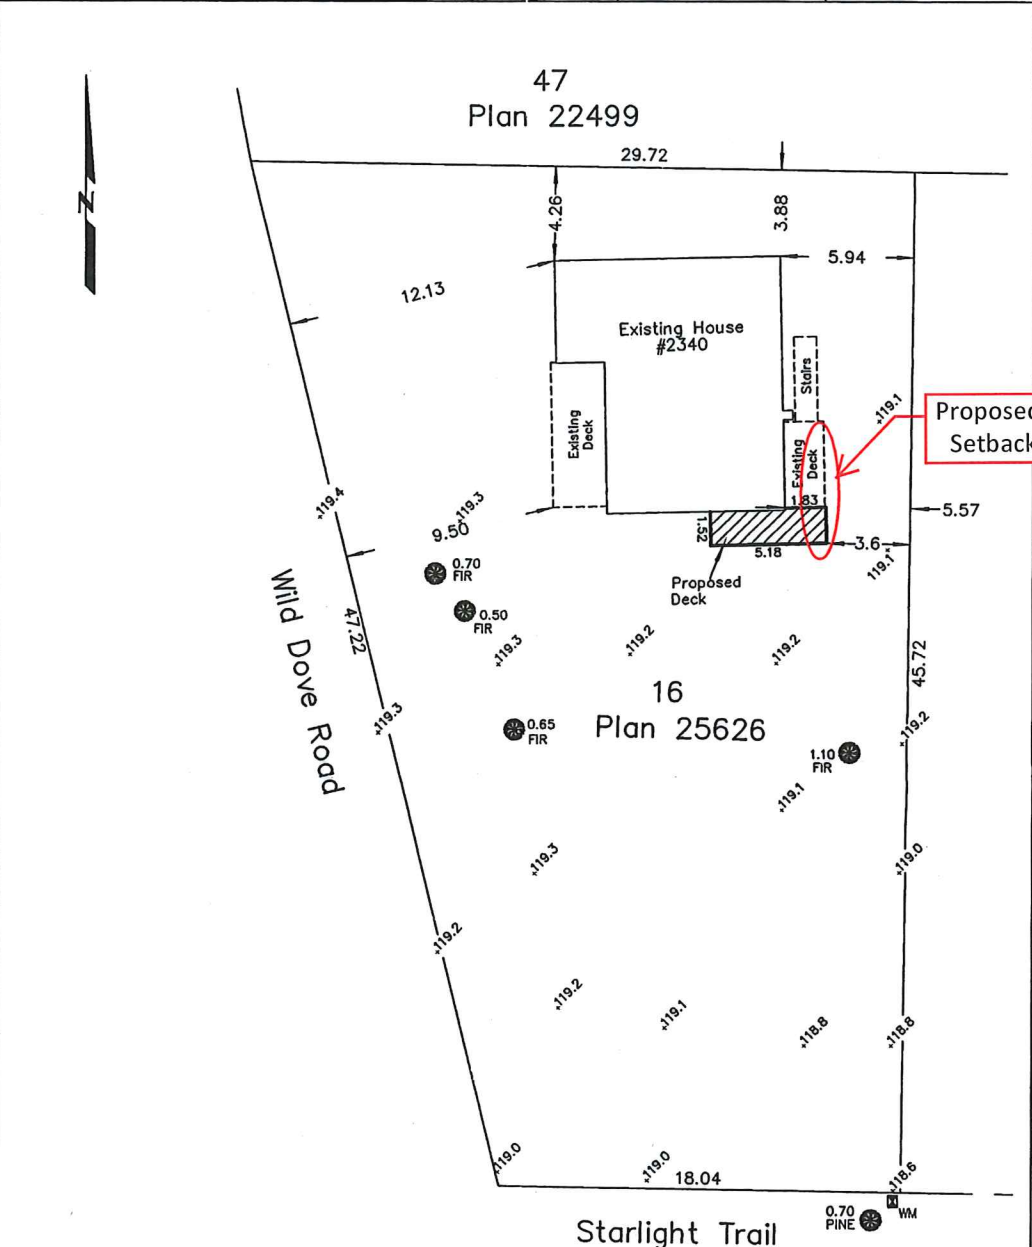 47
Plan 22499
29.72
N
4.26
3.88
5.94
12.13
Existing House
#2340
Stairs
Existing
Deck
119.1
Proposed
Setback
Existing
Deck
119.4
119.3
9.50
1.83
5.57
1.52
5.18
3.6
119.1
0.70
FIR
Proposed
Deck
0.50
FIR
Wild Dove Road
47.22
119.3
119.2
119.2
45.72
16
Plan 25626
119.3
0.65
FIR
119.2
1.10
FIR
119.1
119.3
119.0
119.2
119.2
119.1
118.8
118.8
119.0
119.0
18.04
118.6
WM
0.70
PINE
Starlight Trail